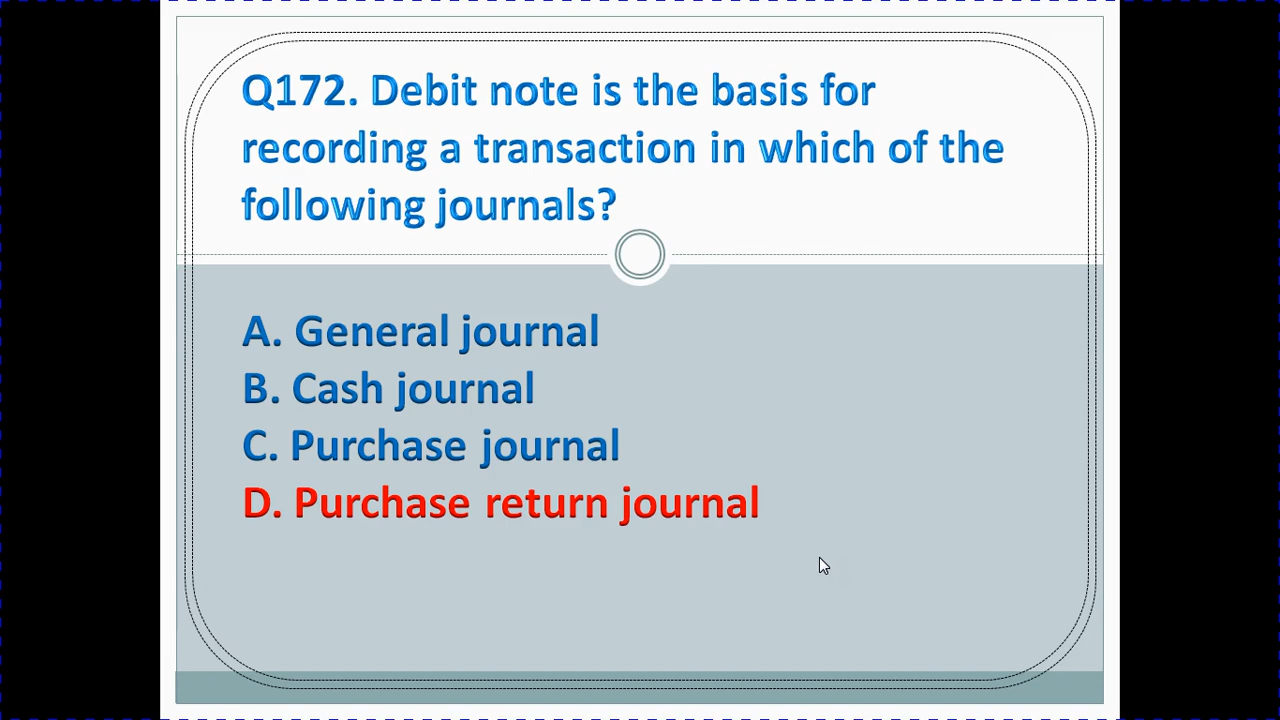 Q172. Debit note is the basis for
recording a transaction in which of the
following journals?
A. General journal
B. Cash journal
C. Purchase journal
D. Purchase return journal